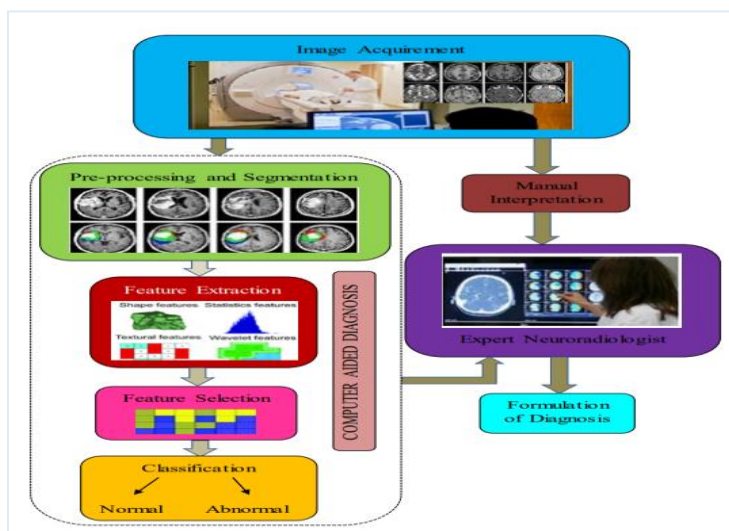 Image Acquirement
Pre-processing and Segmentation
Manual
Interpretation
Feature Extraction
Shape features Statistics features
Textural features Wavelet features
COMPUTER AIDED DIAGNOSIS
Expert Neuroradiologist
Feature Selection
Formulation
of Diagnosis
Classification
Normal Abnormal